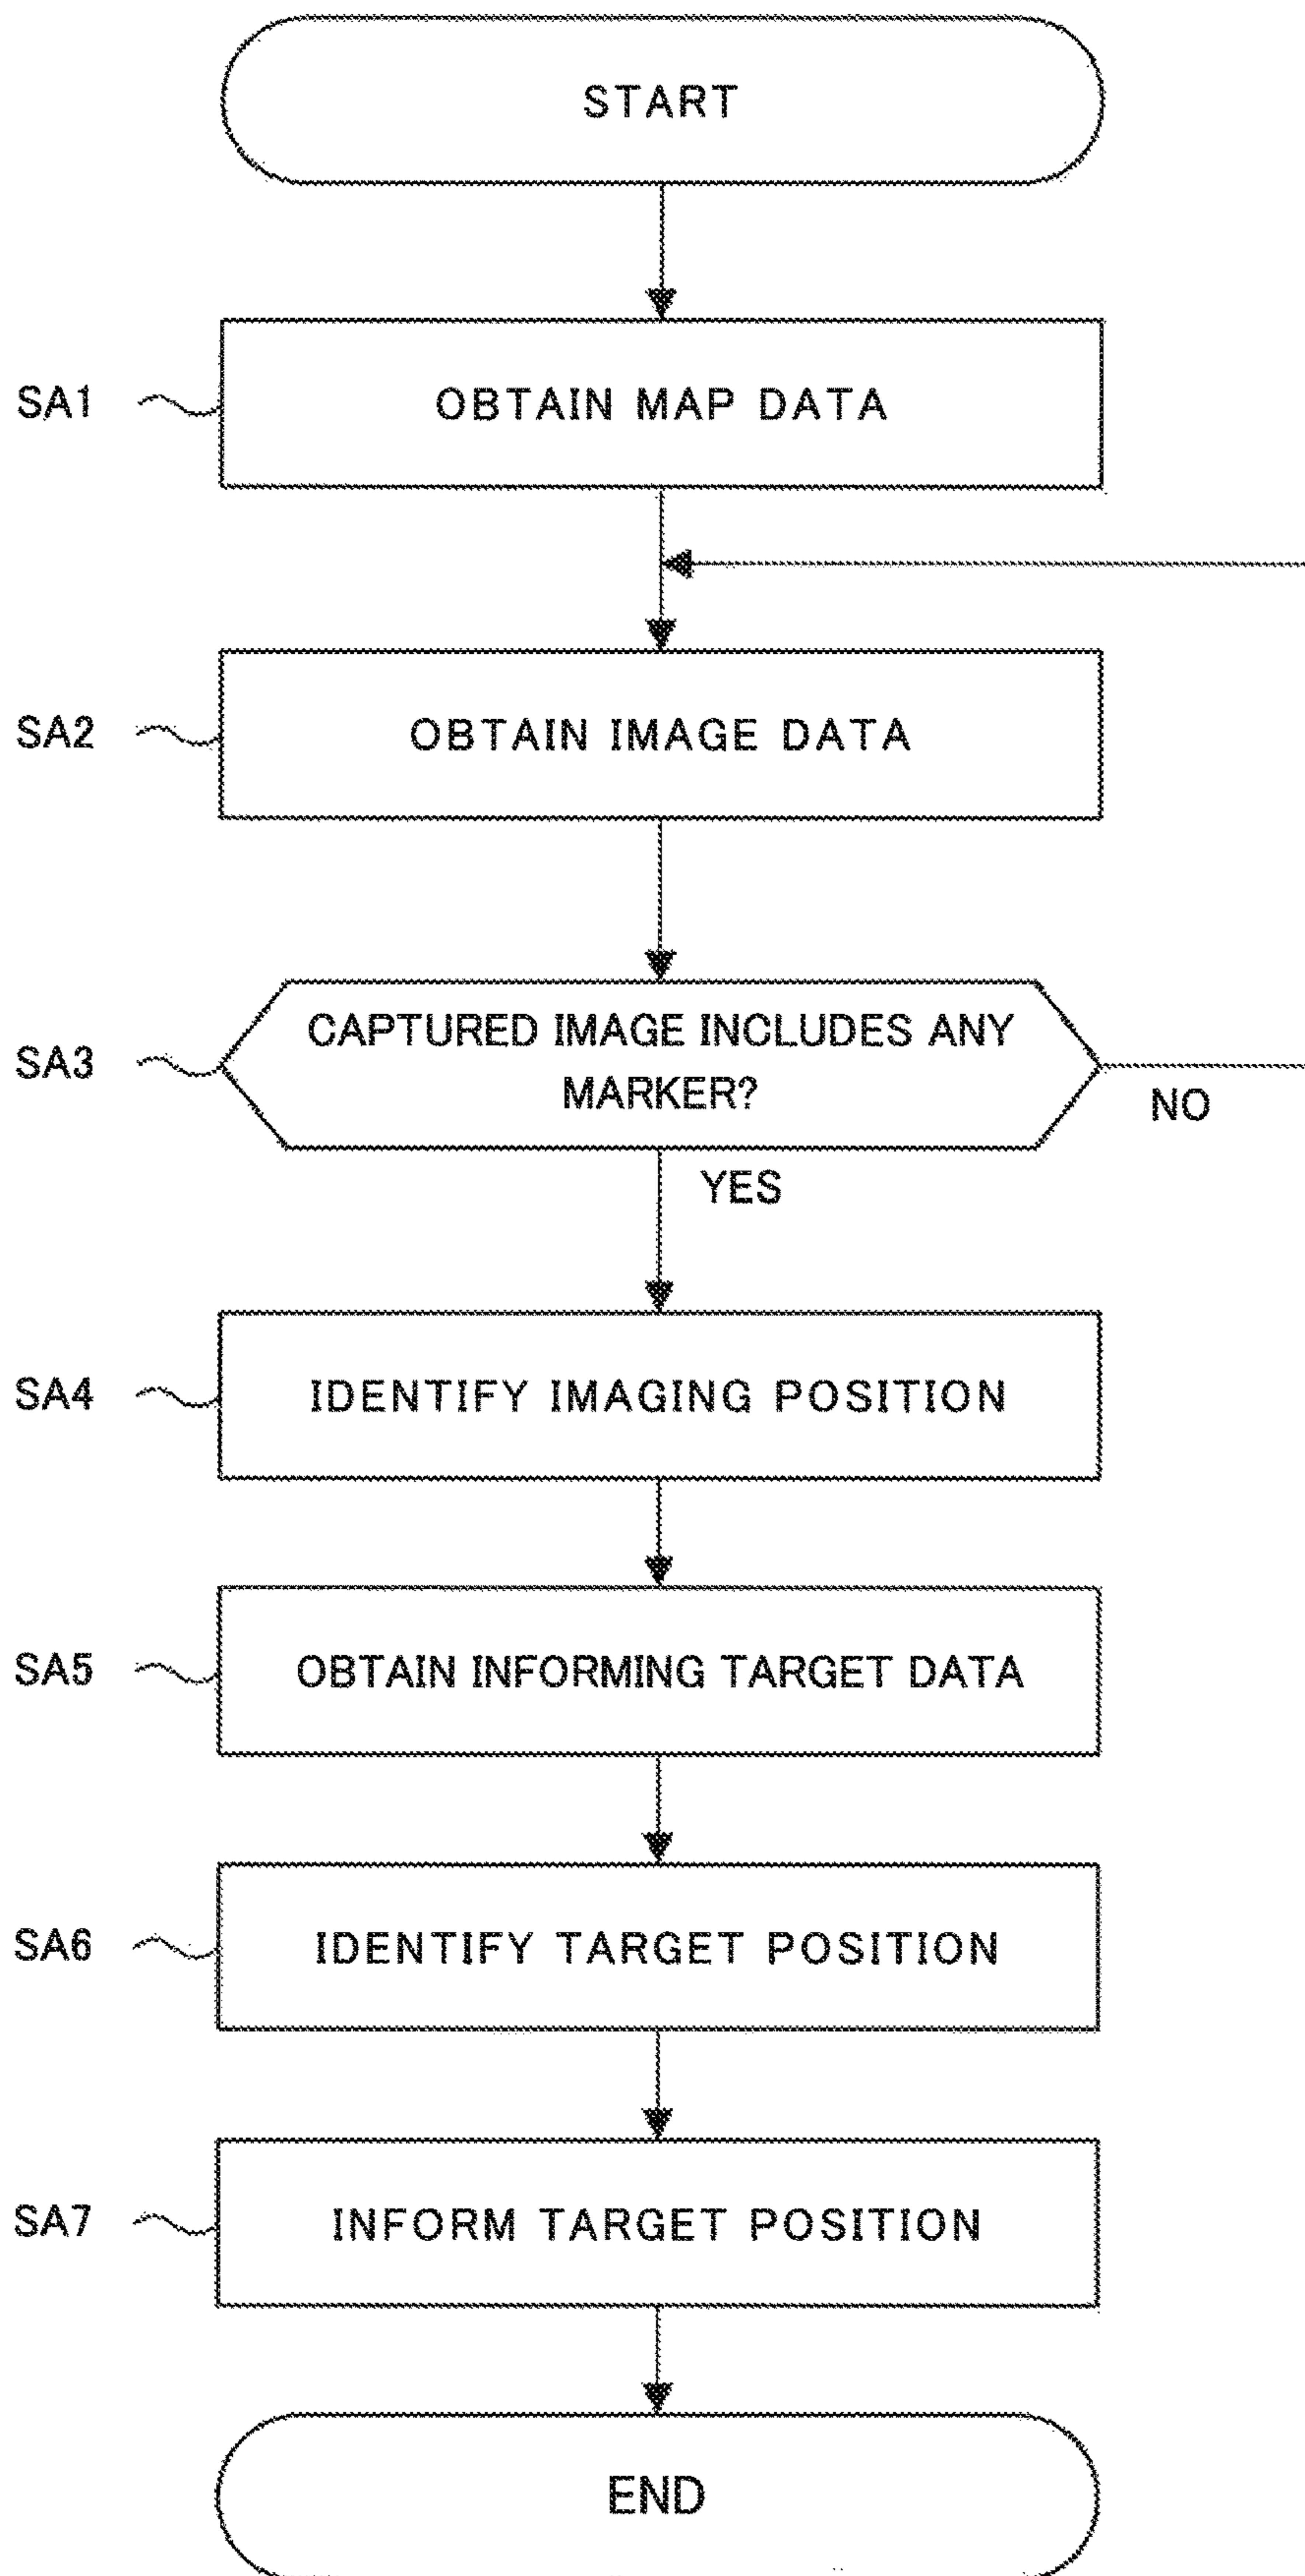 START
SA1
OBTAIN MAP DATA
SA2
OBTAIN IMAGE DATA
SA3
CAPTURED IMAGE INCLUDES ANY
MARKER?
NO
YES
SA4
IDENTIFY IMAGING POSITION
SA5
OBTAIN INFORMING TARGET DATA
SA6
IDENTIFY TARGET POSITION
SA7
INFORM TARGET POSITION
END